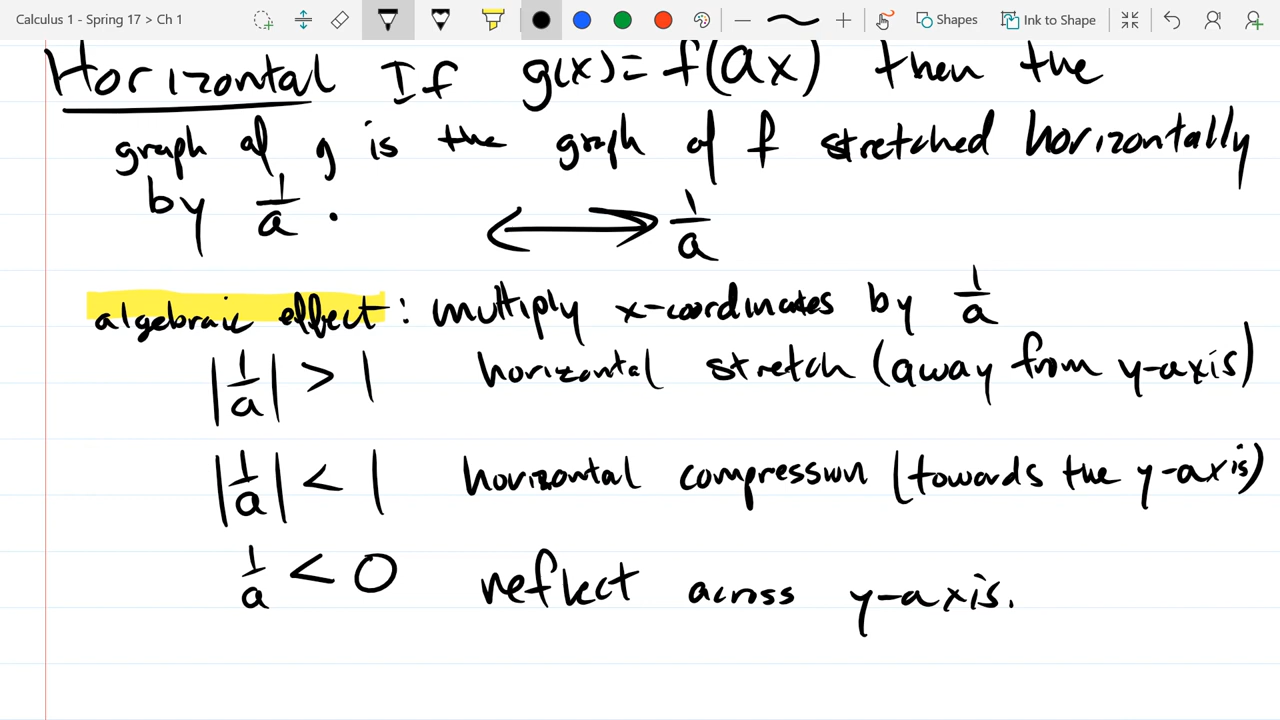 Calculus 1 - Spring 17 > Ch 1
Shapes
Ink to Shape
Horizontal If g(x)=f(ax) then the
graph of g is the graph of f stretched horizontally
by 1/a . ⟷ 1/a
algebraic effect : multiply x-coordinates by 1/a
|1/a| > 1 horizontal stretch (away from y-axis)
|1/a| < 1 horizontal compression (towards the y-axis)
1/a < 0 reflect across y-axis.